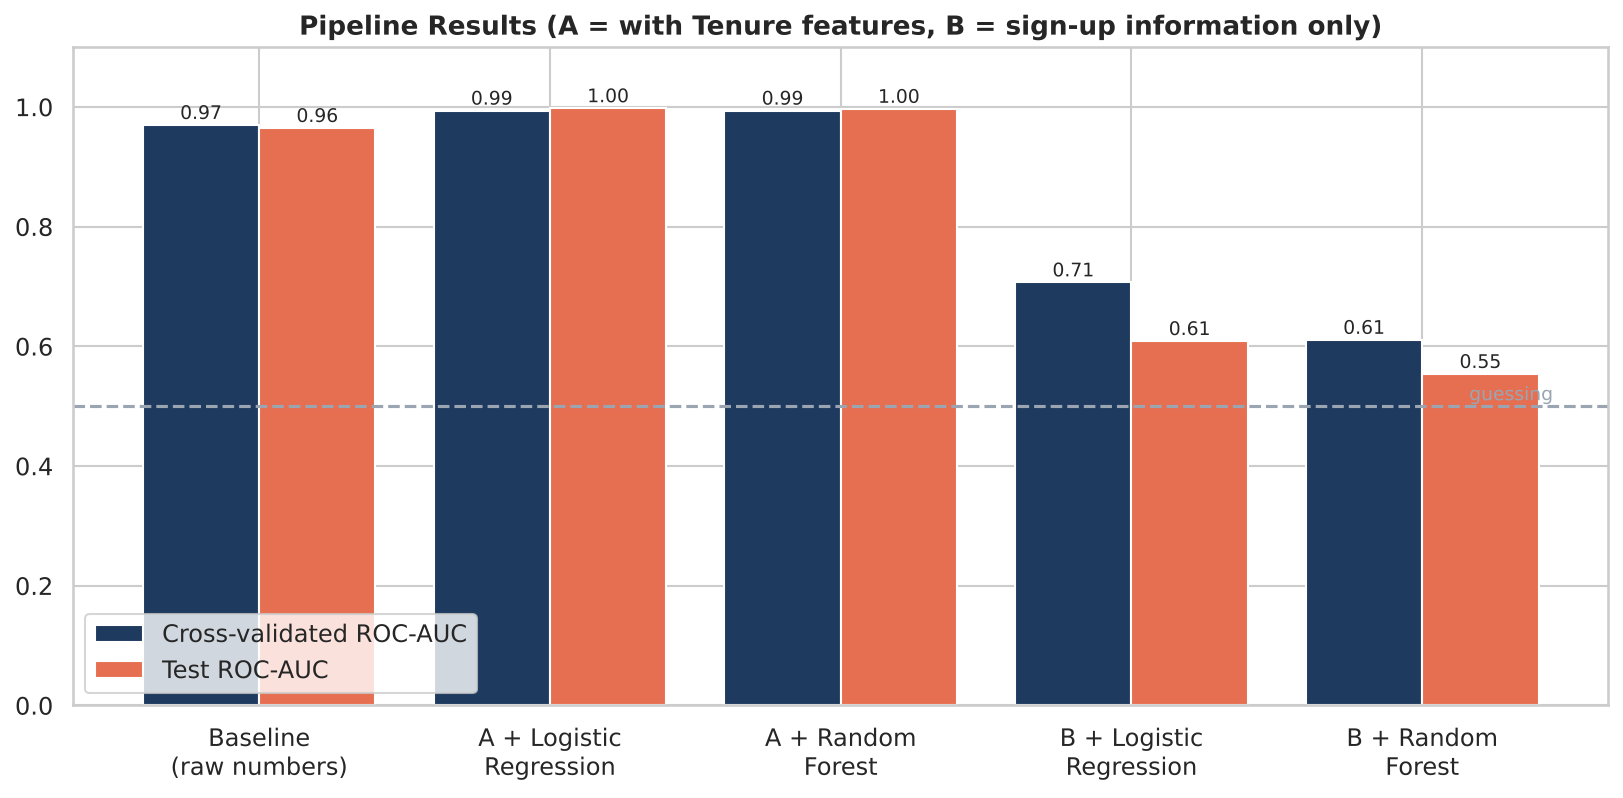 Pipeline Results (A = with Tenure features, B = sign-up information only)
1.0
0.8
0.6
0.4
0.2
0.0
0.97
0.96
0.99
1.00
0.99
1.00
0.71
0.61
0.61
0.55
guessing
Cross-validated ROC-AUC
Test ROC-AUC
Baseline
(raw numbers)
A + Logistic
Regression
A + Random
Forest
B + Logistic
Regression
B + Random
Forest